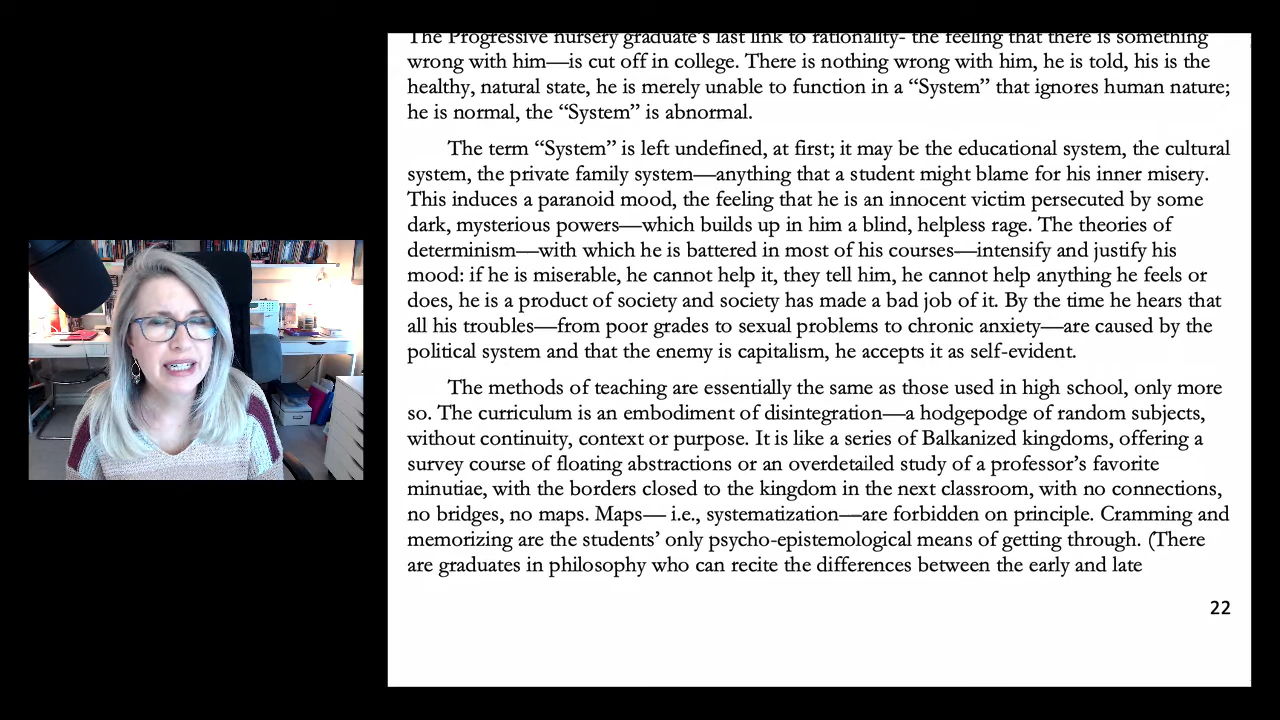 The Progressive nursery graduate's last link to rationality- the feeling that there is something
wrong with him—is cut off in college. There is nothing wrong with him, he is told, his is the
healthy, natural state, he is merely unable to function in a “System” that ignores human nature;
he is normal, the “System” is abnormal.
The term “System” is left undefined, at first; it may be the educational system, the cultural
system, the private family system—anything that a student might blame for his inner misery.
This induces a paranoid mood, the feeling that he is an innocent victim persecuted by some
dark, mysterious powers—which builds up in him a blind, helpless rage. The theories of
determinism—with which he is battered in most of his courses—intensify and justify his
mood: if he is miserable, he cannot help it, they tell him, he cannot help anything he feels or
does, he is a product of society and society has made a bad job of it. By the time he hears that
all his troubles—from poor grades to sexual problems to chronic anxiety—are caused by the
political system and that the enemy is capitalism, he accepts it as self-evident.
The methods of teaching are essentially the same as those used in high school, only more
so. The curriculum is an embodiment of disintegration—a hodgepodge of random subjects,
without continuity, context or purpose. It is like a series of Balkanized kingdoms, offering a
survey course of floating abstractions or an overdetailed study of a professor’s favorite
minutiae, with the borders closed to the kingdom in the next classroom, with no connections,
no bridges, no maps. Maps— i.e., systematization—are forbidden on principle. Cramming and
memorizing are the students’ only psycho-epistemological means of getting through. (There
are graduates in philosophy who can recite the differences between the early and late
22